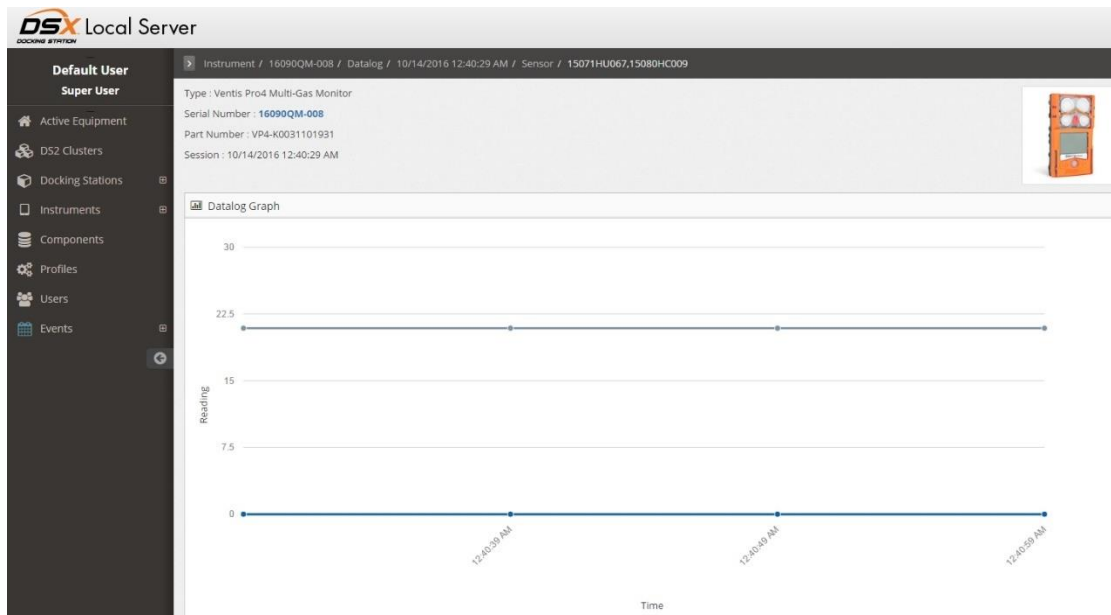 DSX Local Server
DOCKING STATION
Default User
Super User
Active Equipment
DS2 Clusters
Docking Stations
Instruments
Components
Profiles
Users
Events
Instrument / 16090QM-008 / Datalog / 10/14/2016 12:40:29 AM / Sensor / 15071HU067,15080HC009
Type : Ventis Pro4 Multi-Gas Monitor
Serial Number : 16090QM-008
Part Number : VP4-K0031101931
Session : 10/14/2016 12:40:29 AM
Datalog Graph
30
22.5
15
7.5
0
Reading
12:40:39 AM
12:40:49 AM
12:40:59 AM
Time